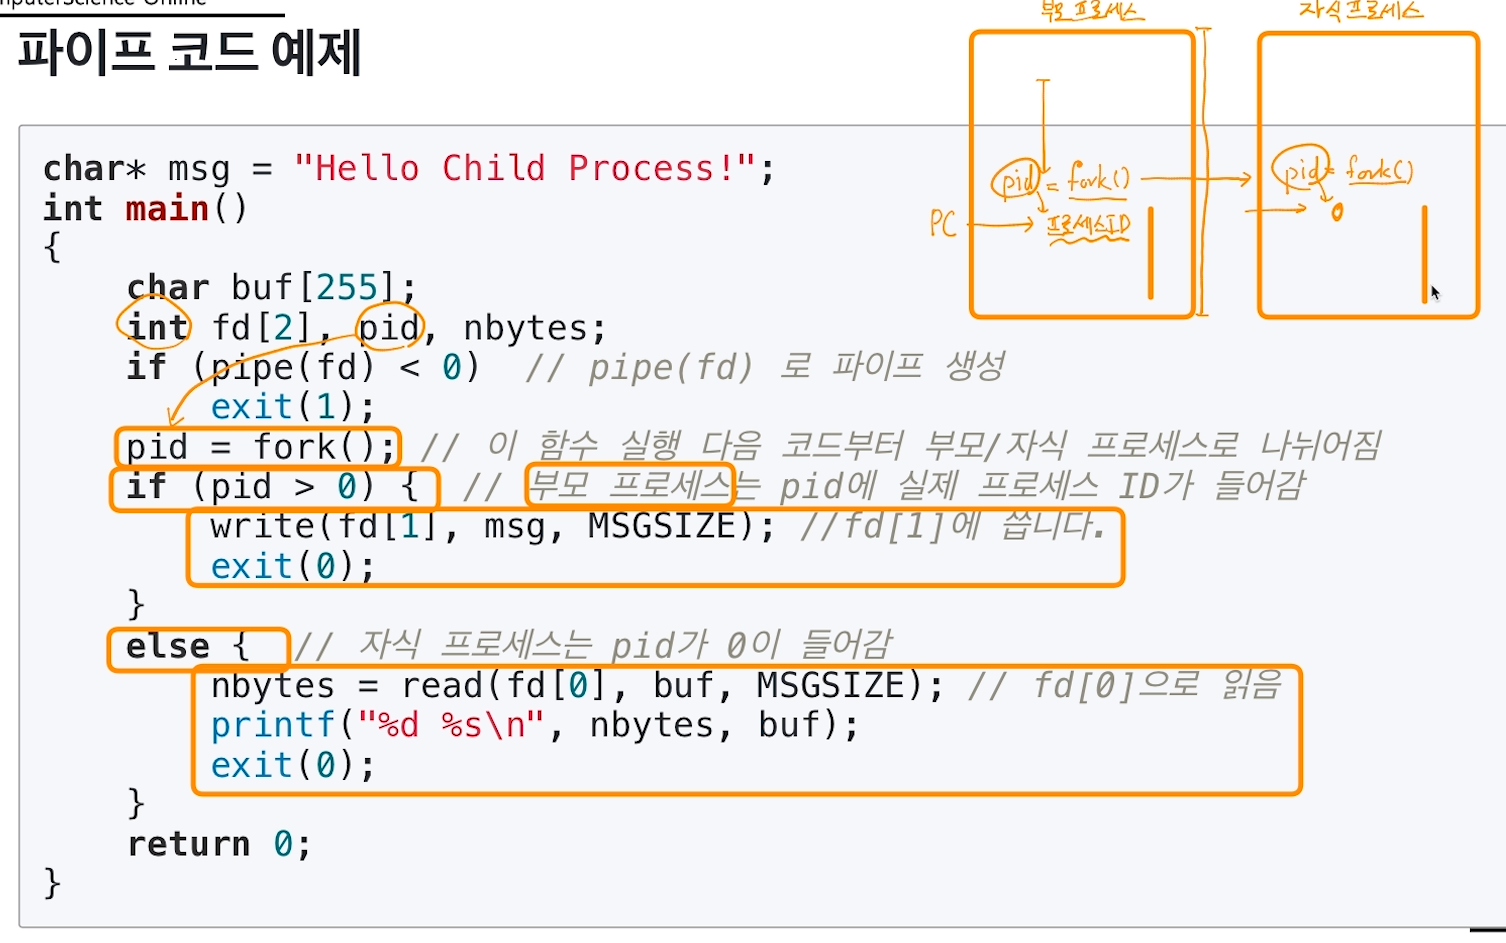 파이프 코드 예제
부모 프로세스
자식 프로세스
pid = fork()
PC
프로세스ID
pid = fork()
0
char* msg = "Hello Child Process!";
int main()
{
char buf[255];
int fd[2], pid, nbytes;
if (pipe(fd) < 0)  // pipe(fd) 로 파이프 생성
exit(1);
pid = fork(); // 이 함수 실행 다음 코드부터 부모/자식 프로세스로 나뉘어짐
if (pid > 0) { // 부모 프로세스는 pid에 실제 프로세스 ID가 들어감
write(fd[1], msg, MSGSIZE); //fd[1]에 씁니다.
exit(0);
}
else { // 자식 프로세스는 pid가 0이 들어감
nbytes = read(fd[0], buf, MSGSIZE); // fd[0]으로 읽음
printf("%d %s\n", nbytes, buf);
exit(0);
}
return 0;
}